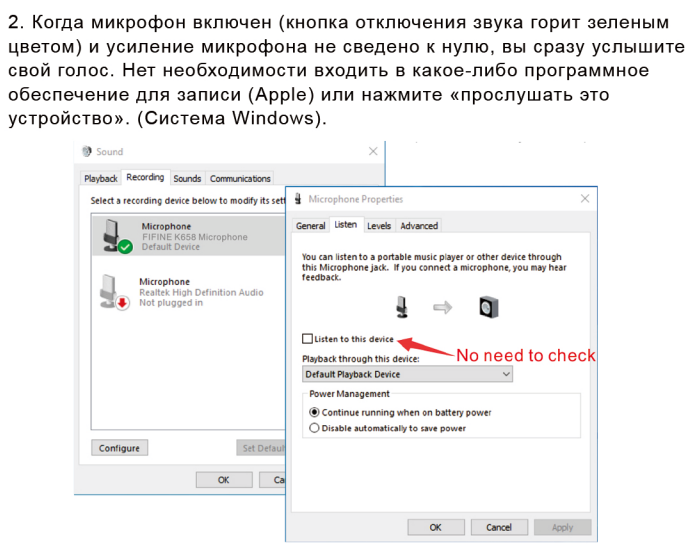 2. Когда микрофон включен (кнопка отключения звука горит зеленым
цветом) и усиление микрофона не сведено к нулю, вы сразу услышите
свой голос. Нет необходимости входить в какое-либо программное
обеспечение для записи (Apple) или нажмите «прослушать это
устройство». (Система Windows).
Sound
Playback Recording Sounds Communications
Select a recording device below to modify its sett
Microphone
FIFINE K658 Microphone
Default Device
Microphone
Realtek High Definition Audio
Not plugged in
Configure
Set Defaul
OK
Ca
Microphone Properties
General Listen Levels Advanced
You can listen to a portable music player or other device through
this Microphone jack. If you connect a microphone, you may hear
feedback.
Listen to this device
No need to check
Playback through this device:
Default Playback Device
Power Management
Continue running when on battery power
Disable automatically to save power
OK
Cancel
Apply